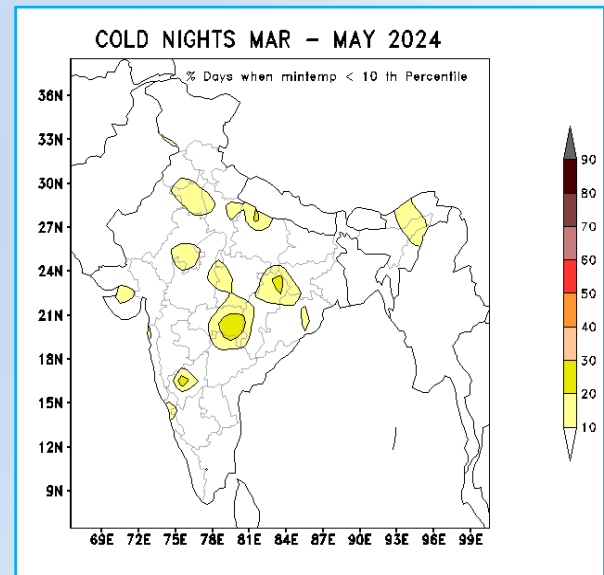 COLD NIGHTS MAR - MAY 2024
% Days when mintemp < 10 th Percentile
36N
33N
30N
27N
24N
21N
18N
15N
12N
9N
69E 72E 75E 78E 81E 84E 87E 90E 93E 96E 99E
90
80
70
60
50
40
30
20
10